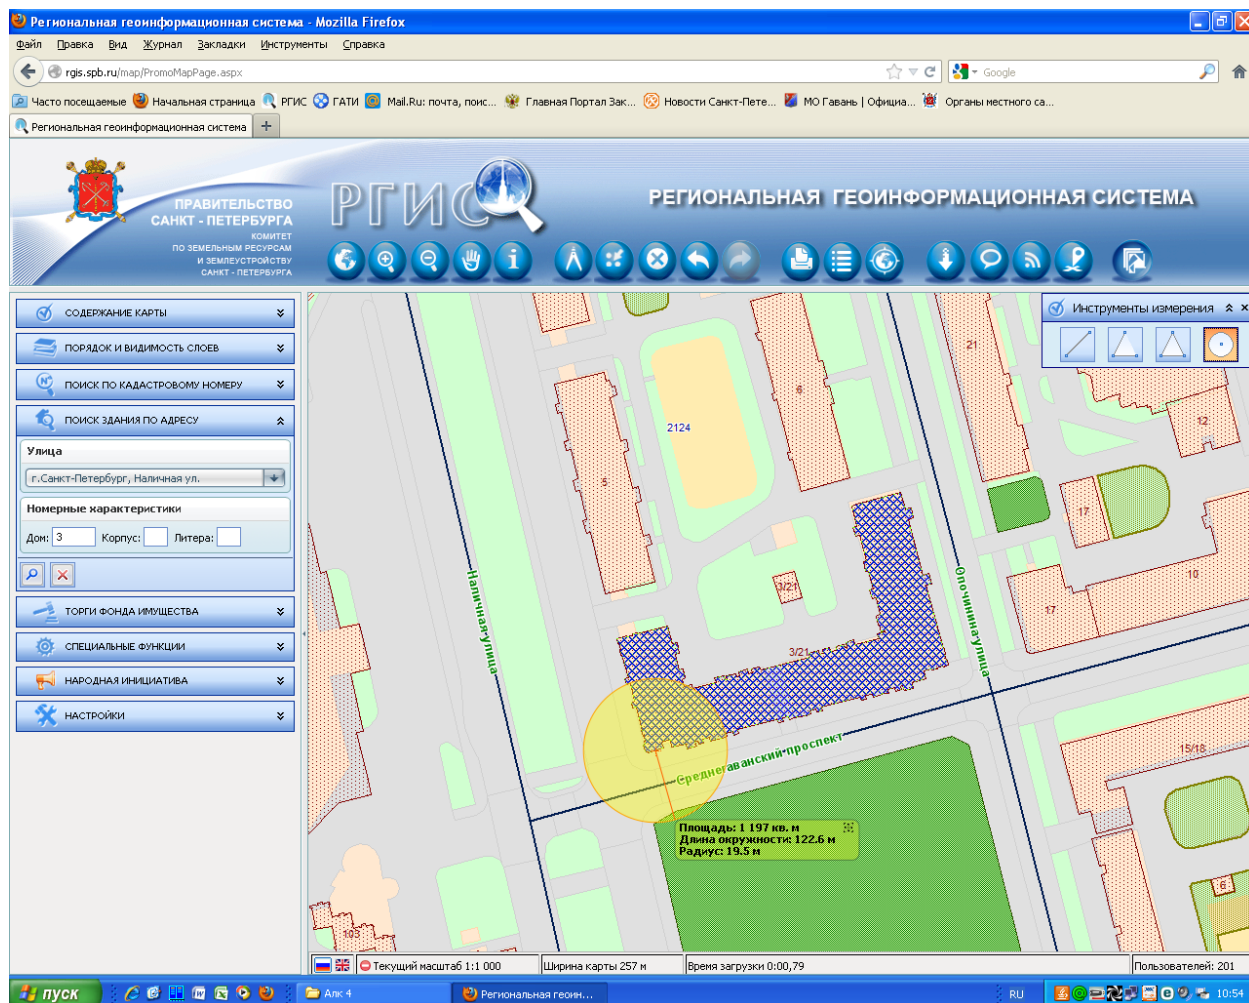 Региональная геоинформационная система - Mozilla Firefox
Файл Правка Вид Журнал Закладки Инструменты Справка
rgis.spb.ru/map/PromoMapPage.aspx
Google
Часто посещаемые Начальная страница РГИС ГАТИ Mail.Ru: почта, поис... Главная Портал Зак... Новости Санкт-Пете... МО Гавань | Официа... Органы местного са...
Региональная геоинформационная система
ПРАВИТЕЛЬСТВО
САНКТ - ПЕТЕРБУРГА
КОМИТЕТ
ПО ЗЕМЕЛЬНЫМ РЕСУРСАМ
И ЗЕМЛЕУСТРОЙСТВУ
САНКТ - ПЕТЕРБУРГА
РГИС
РЕГИОНАЛЬНАЯ ГЕОИНФОРМАЦИОННАЯ СИСТЕМА
СОДЕРЖАНИЕ КАРТЫ
ПОРЯДОК И ВИДИМОСТЬ СЛОЕВ
ПОИСК ПО КАДАСТРОВОМУ НОМЕРУ
ПОИСК ЗДАНИЯ ПО АДРЕСУ
Улица
г.Санкт-Петербург, Наличная ул.
Номерные характеристики
Дом: 3 Корпус: Литера:
ТОРГИ ФОНДА ИМУЩЕСТВА
СПЕЦИАЛЬНЫЕ ФУНКЦИИ
НАРОДНАЯ ИНИЦИАТИВА
НАСТРОЙКИ
Инструменты измерения
21
6
12
2124
5
17
3/21
10
17
Наличная улица
Опочинина улица
3/21
Среднегаванский проспект
15/18
Площадь: 1 197 кв. м
Длина окружности: 122.6 м
Радиус: 19.5 м
6
103
Текущий масштаб 1:1 000
Ширина карты 257 м
Время загрузки 0:00,79
Пользователей: 201
пуск
Алк 4
Региональная геоин...
RU
10:54